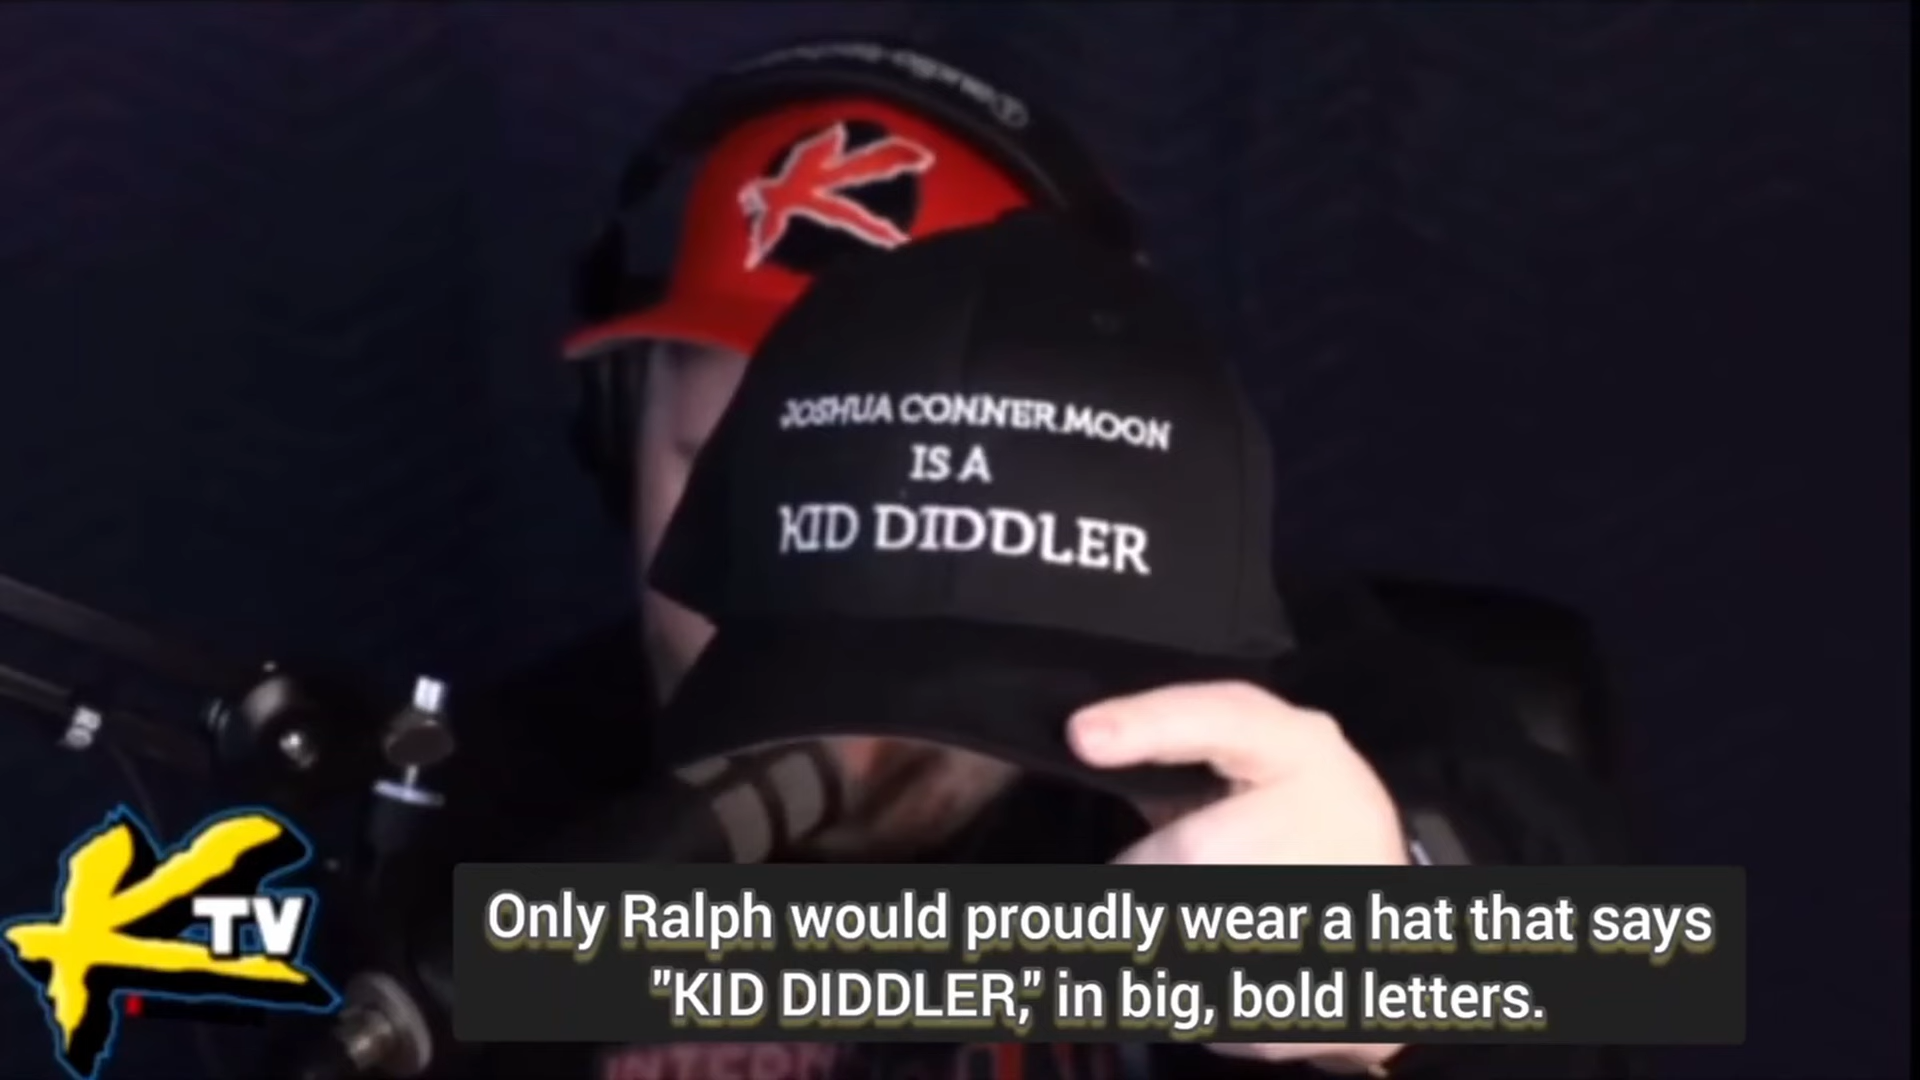 K
JOSHUA CONNER MOON
IS A
KID DIDDLER
K TV
Only Ralph would proudly wear a hat that says
"KID DIDDLER," in big, bold letters.